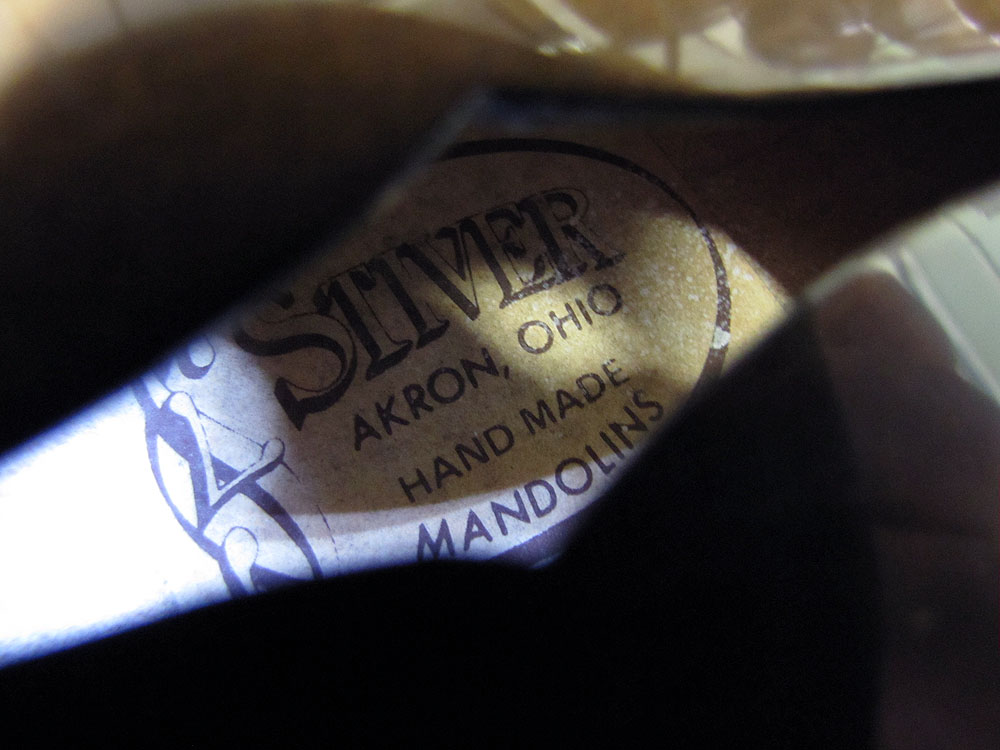 STIVER
AKRON, OHIO
HAND MADE
MANDOLINS